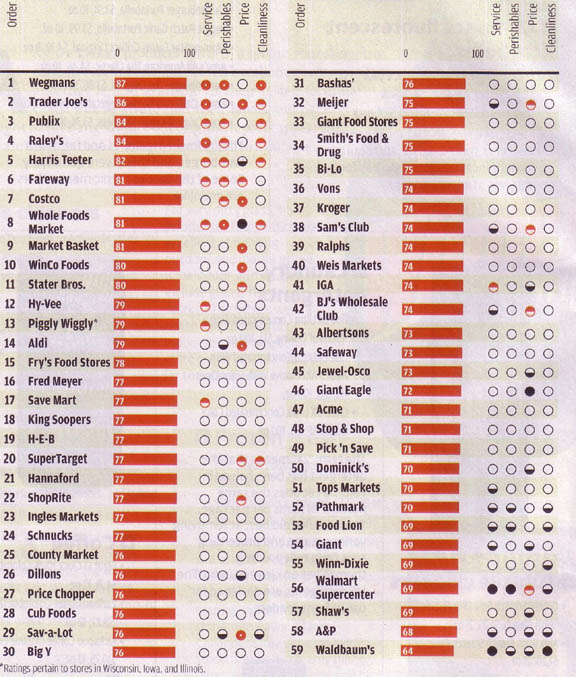 Order
Service
Perishables
Price
Cleanliness
0 100
1 Wegmans 87
2 Trader Joe's 86
3 Publix 84
4 Raley's 84
5 Harris Teeter 82
6 Fareway 81
7 Costco 81
8 Whole Foods
Market 81
9 Market Basket 81
10 WinCo Foods 80
11 Stater Bros. 80
12 Hy-Vee 79
13 Piggly Wiggly* 79
14 Aldi 79
15 Fry's Food Stores 78
16 Fred Meyer 77
17 Save Mart 77
18 King Soopers 77
19 H-E-B 77
20 SuperTarget 77
21 Hannaford 77
22 ShopRite 77
23 Ingles Markets 77
24 Schnucks 77
25 County Market 76
26 Dillons 76
27 Price Chopper 76
28 Cub Foods 76
29 Sav-a-Lot 76
30 Big Y 76
*Ratings pertain to stores in Wisconsin, Iowa, and Illinois.
Order
Service
Perishables
Price
Cleanliness
0 100
31 Bashas' 76
32 Meijer 75
33 Giant Food Stores 75
34 Smith's Food &
Drug 75
35 Bi-Lo 75
36 Vons 74
37 Kroger 74
38 Sam's Club 74
39 Ralphs 74
40 Weis Markets 74
41 IGA 74
42 BJ's Wholesale
Club 74
43 Albertsons 73
44 Safeway 73
45 Jewel-Osco 73
46 Giant Eagle 72
47 Acme 71
48 Stop & Shop 71
49 Pick 'n Save 71
50 Dominick's 70
51 Tops Markets 70
52 Pathmark 70
53 Food Lion 69
54 Giant 69
55 Winn-Dixie 69
56 Walmart
Supercenter 69
57 Shaw's 69
58 A&P 68
59 Waldbaum's 64